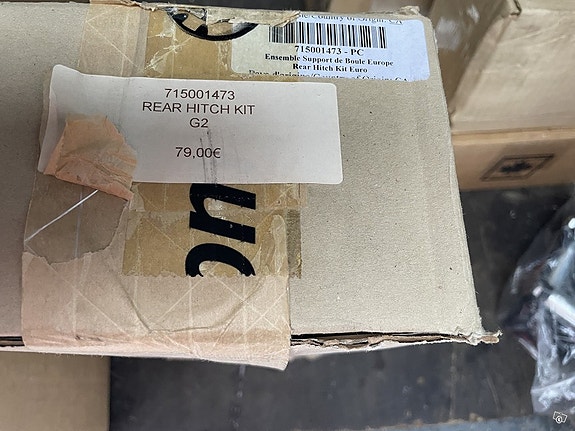 715001473 - PC
Ensemble Support de Boule Europe
Rear Hitch Kit Euro
715001473
REAR HITCH KIT
G2
79,00€